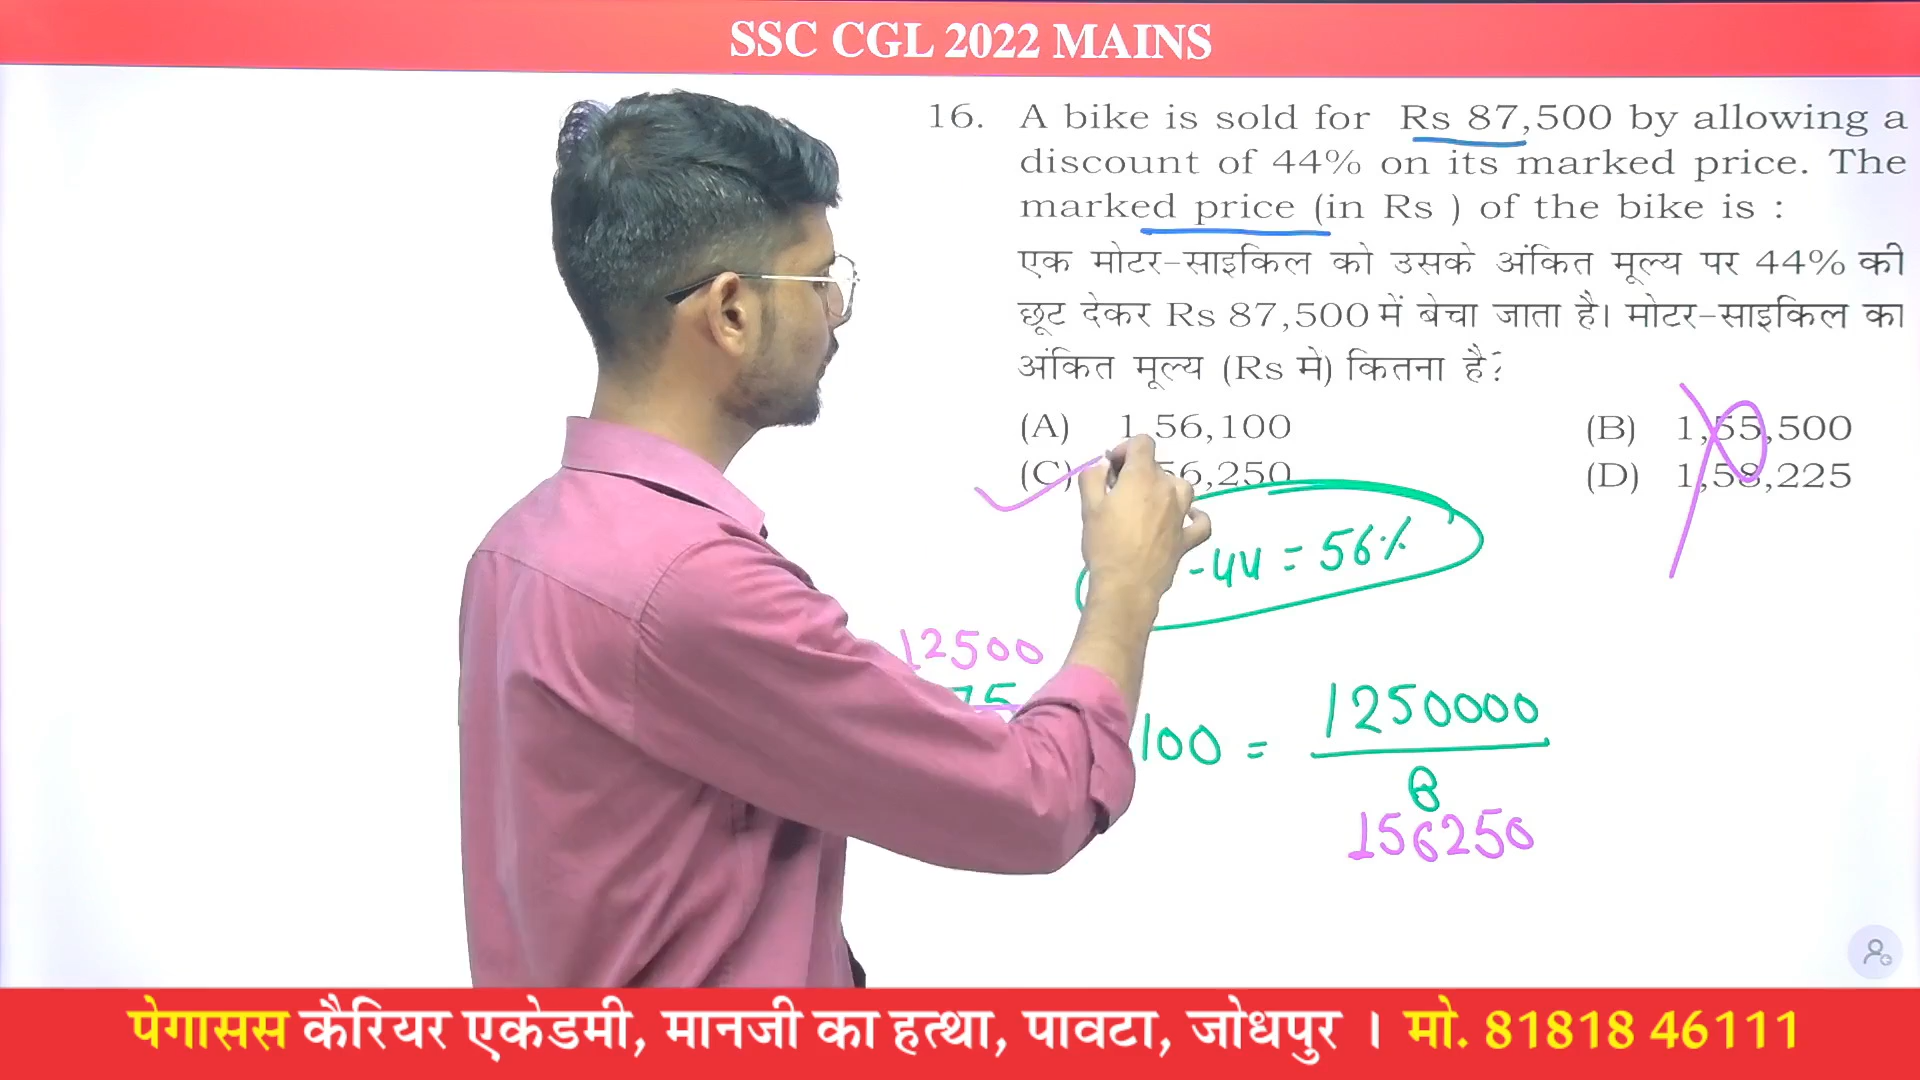 SSC CGL 2022 MAINS
16. A bike is sold for Rs 87,500 by allowing a
discount of 44% on its marked price. The
marked price (in Rs ) of the bike is :
एक मोटर-साइकिल को उसके अंकित मूल्य पर 44% की
छूट देकर Rs 87,500 में बेचा जाता है। मोटर-साइकिल का
अंकित मूल्य (Rs में) कितना है?
(A) 1,56,100 (B) 1,55,500
(C) 56,250 (D) 1,58,225
-44 = 56%
12500
75
100 = 1250000
8
156250
पेगासस कैरियर एकेडमी, मानजी का हत्था, पावटा, जोधपुर । मो. 81818 46111